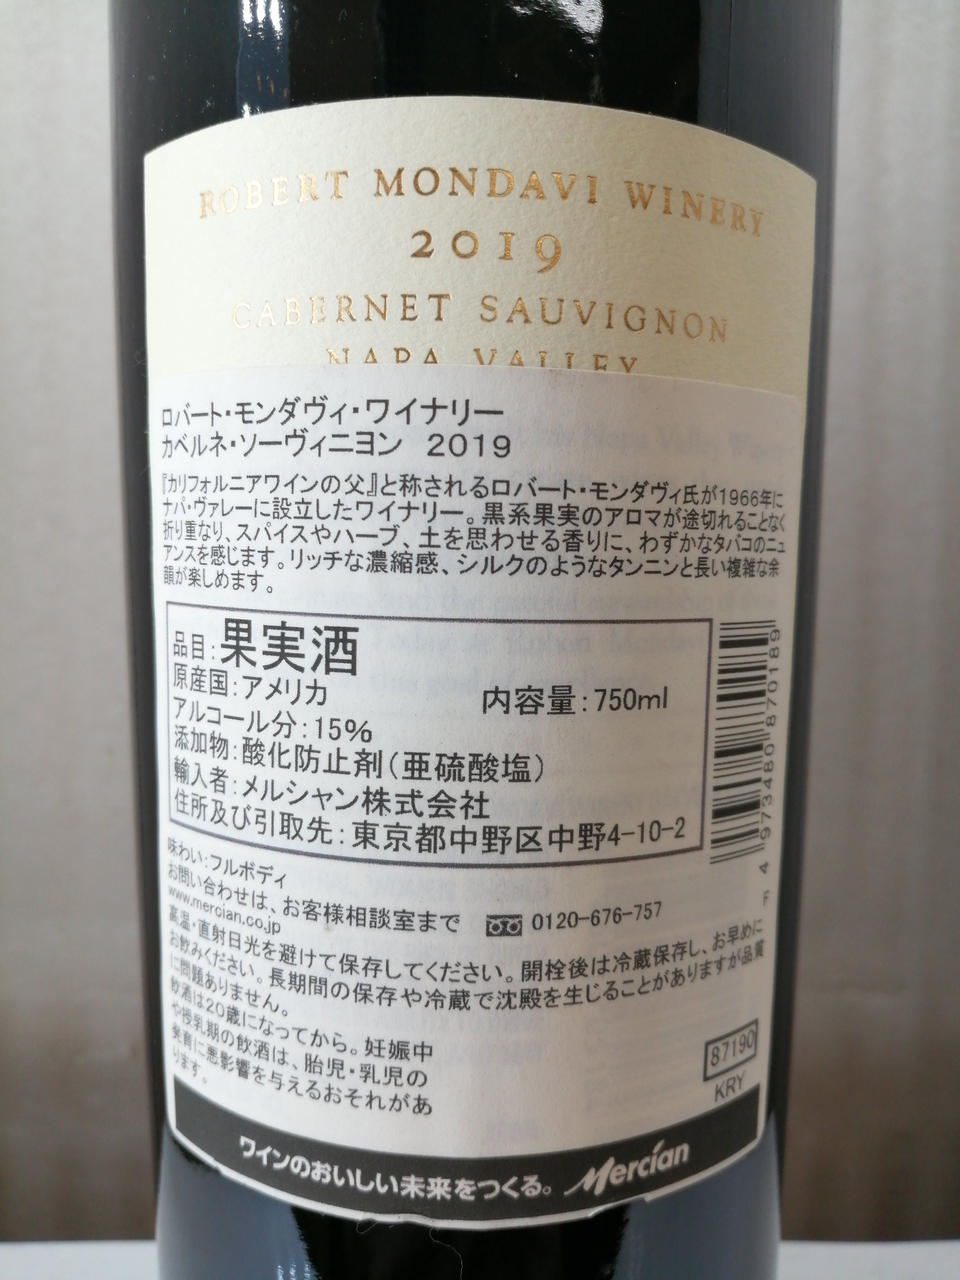 ROBERT MONDAVI WINERY
2019
CABERNET SAUVIGNON
NAPA VALLEY
ロバート・モンダヴィ・ワイナリー
カベルネ・ソーヴィニヨン 2019
『カリフォルニアワインの父』と称されるロバート・モンダヴィ氏が1966年に
ナパ・ヴァレーに設立したワイナリー。黒系果実のアロマが途切れることなく
折り重なり、スパイスやハーブ、土を思わせる香りに、わずかなタバコのニュ
アンスを感じます。リッチな濃縮感、シルクのようなタンニンと長い複雑な余
韻が楽しめます。
品目:果実酒
原産国:アメリカ 内容量:750ml
アルコール分:15%
添加物:酸化防止剤(亜硫酸塩)
輸入者:メルシャン株式会社
住所及び引取先:東京都中野区中野4-10-2
4 973480 870189
F
味わい:フルボディ
お問い合わせは、お客様相談室まで 0120-676-757
www.mercian.co.jp
高温・直射日光を避けて保存してください。開栓後は冷蔵保存し、お早めに
お飲みください。長期間の保存や冷蔵で沈殿を生じることがありますが品質
に問題ありません。
飲酒は20歳になってから。妊娠中
や授乳期の飲酒は、胎児・乳児の
発育に悪影響を与えるおそれがあ
ります。
87190
KRY
ワインのおいしい未来をつくる。 Mercian